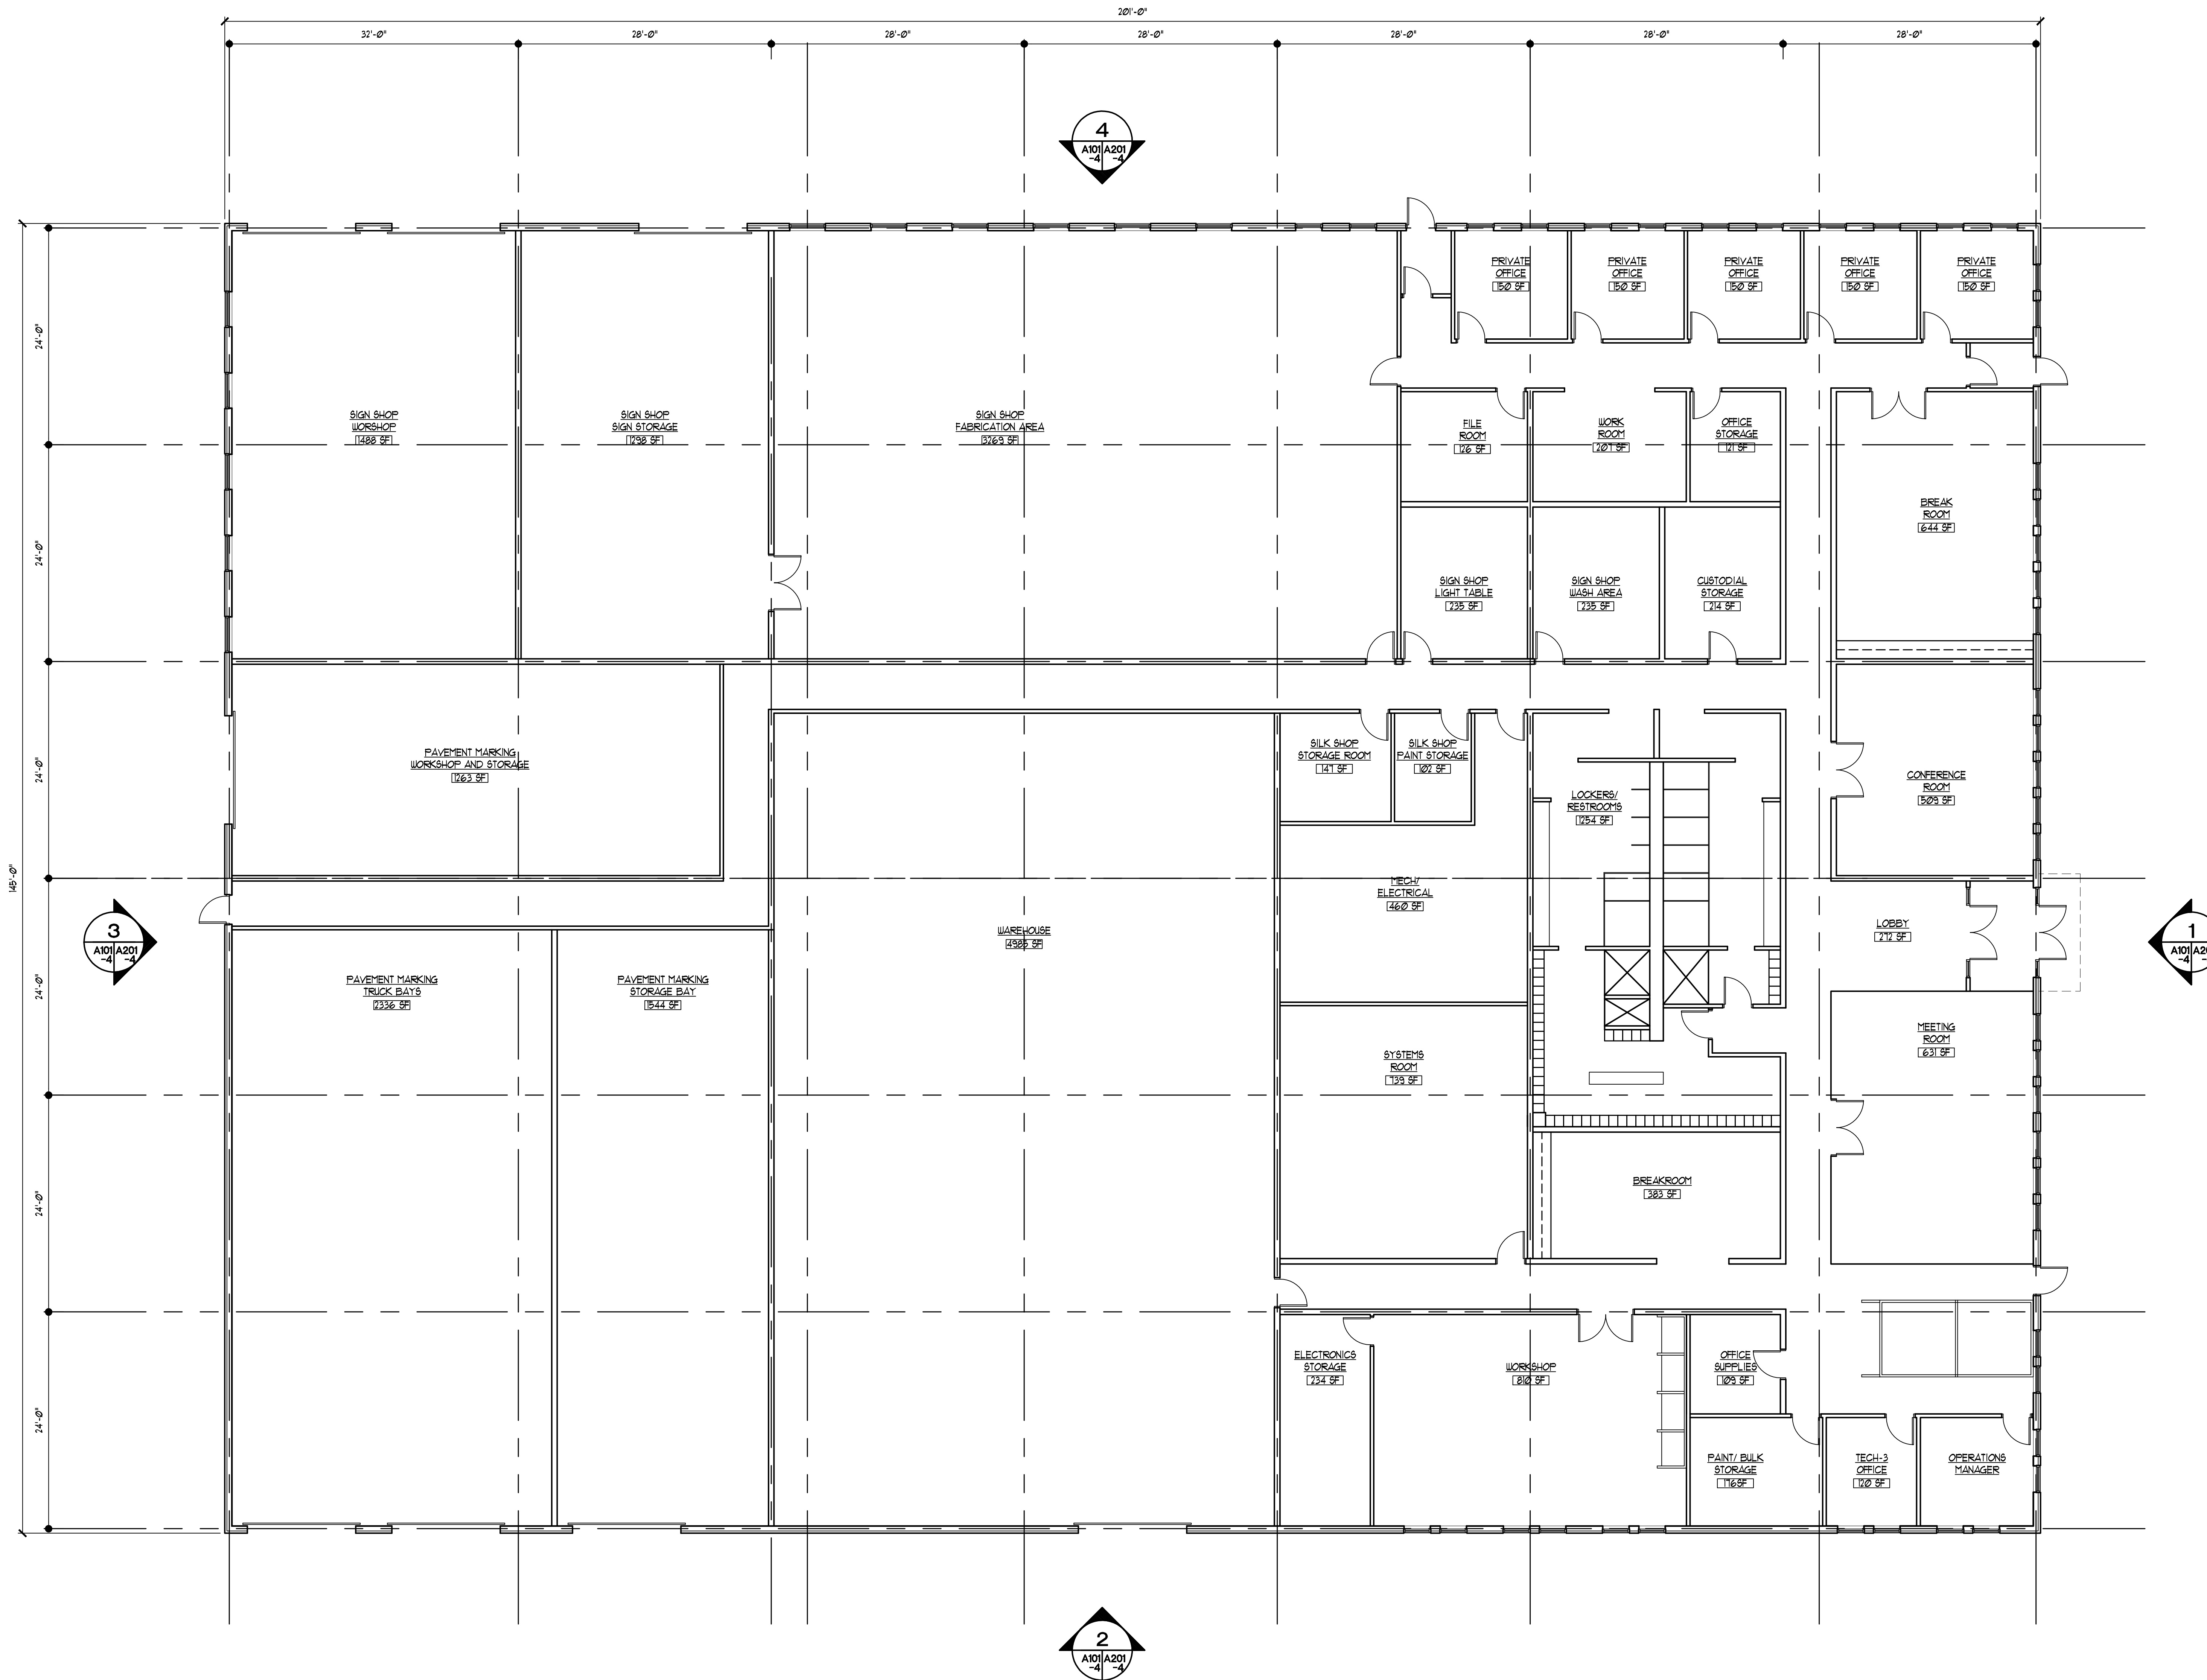 201'-0"
32'-0"
28'-0"
28'-0"
28'-0"
28'-0"
28'-0"
28'-0"
4
A101 A201
-4 -4
24'-0"
24'-0"
24'-0"
24'-0"
24'-0"
24'-0"
145'-0"
PRIVATE
OFFICE
150 SF
PRIVATE
OFFICE
150 SF
PRIVATE
OFFICE
150 SF
PRIVATE
OFFICE
150 SF
PRIVATE
OFFICE
150 SF
SIGN SHOP
WORSHOP
1488 SF
SIGN SHOP
SIGN STORAGE
1298 SF
SIGN SHOP
FABRICATION AREA
3269 SF
FILE
ROOM
126 SF
WORK
ROOM
207 SF
OFFICE
STORAGE
121 SF
BREAK
ROOM
644 SF
SIGN SHOP
LIGHT TABLE
235 SF
SIGN SHOP
WASH AREA
235 SF
CUSTODIAL
STORAGE
214 SF
PAVEMENT MARKING
WORKSHOP AND STORAGE
1263 SF
SILK SHOP
STORAGE ROOM
147 SF
SILK SHOP
PAINT STORAGE
102 SF
LOCKERS/
RESTROOMS
1254 SF
CONFERENCE
ROOM
509 SF
MECH/
ELECTRICAL
460 SF
WAREHOUSE
4985 SF
LOBBY
272 SF
3
A101 A201
-4 -4
1
A101 A20
-4 -
PAVEMENT MARKING
TRUCK BAYS
2336 SF
PAVEMENT MARKING
STORAGE BAY
1544 SF
SYSTEMS
ROOM
739 SF
MEETING
ROOM
631 SF
BREAKROOM
383 SF
ELECTRONICS
STORAGE
234 SF
WORKSHOP
810 SF
OFFICE
SUPPLIES
109 SF
PAINT/ BULK
STORAGE
176SF
TECH-3
OFFICE
120 SF
OPERATIONS
MANAGER
2
A101 A201
-4 -4